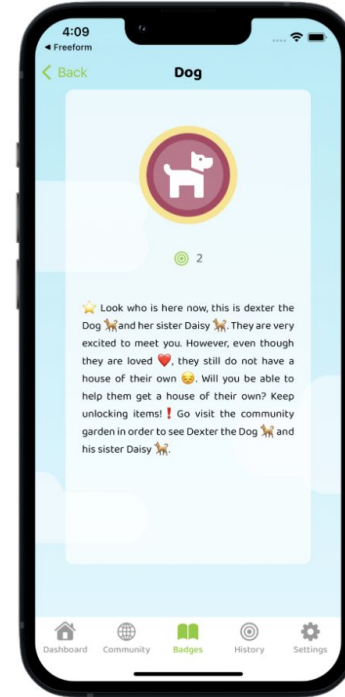 4:09
◀ Freeform
Back
Dog
2
⭐ Look who is here now, this is dexter the
Dog 🐕and her sister Daisy 🐕. They are very
excited to meet you. However, even though
they are loved ❤️, they still do not have a
house of their own 😔. Will you be able to
help them get a house of their own? Keep
unlocking items! ❗ Go visit the community
garden in order to see Dexter the Dog 🐕 and
his sister Daisy 🐕.
Dashboard Community Badges History Settings